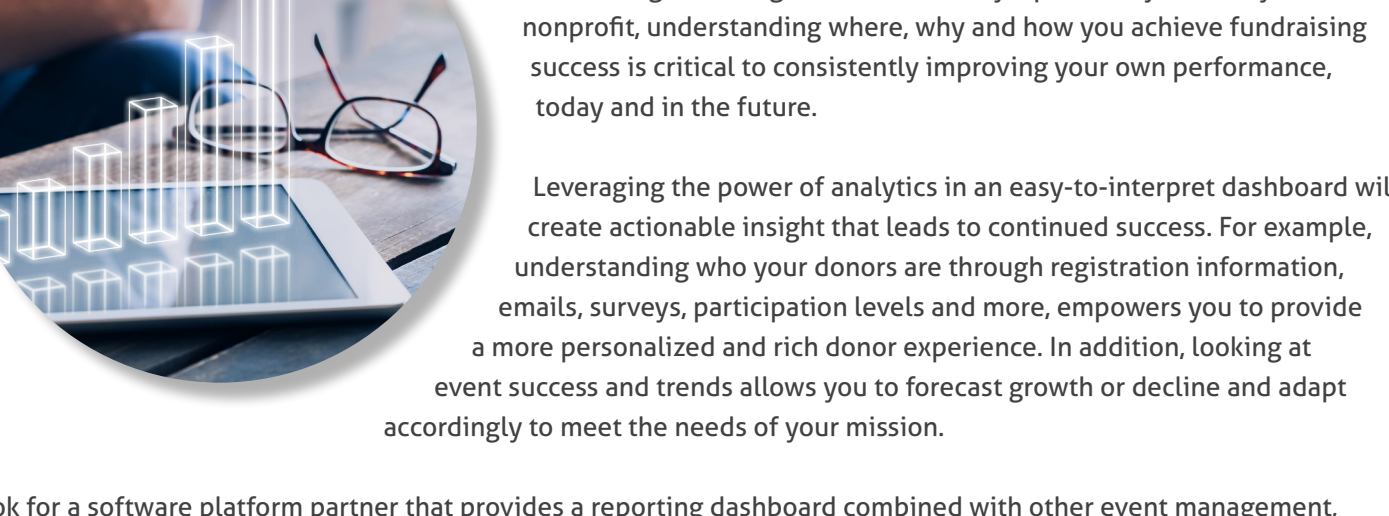 nonprofit, understanding where, why and how you achieve fundraising
success is critical to consistently improving your own performance,
today and in the future.
Leveraging the power of analytics in an easy-to-interpret dashboard wil
create actionable insight that leads to continued success. For example,
understanding who your donors are through registration information,
emails, surveys, participation levels and more, empowers you to provide
a more personalized and rich donor experience. In addition, looking at
event success and trends allows you to forecast growth or decline and adapt
accordingly to meet the needs of your mission.
ok for a software platform partner that provides a reporting dashboard combined with other event management,